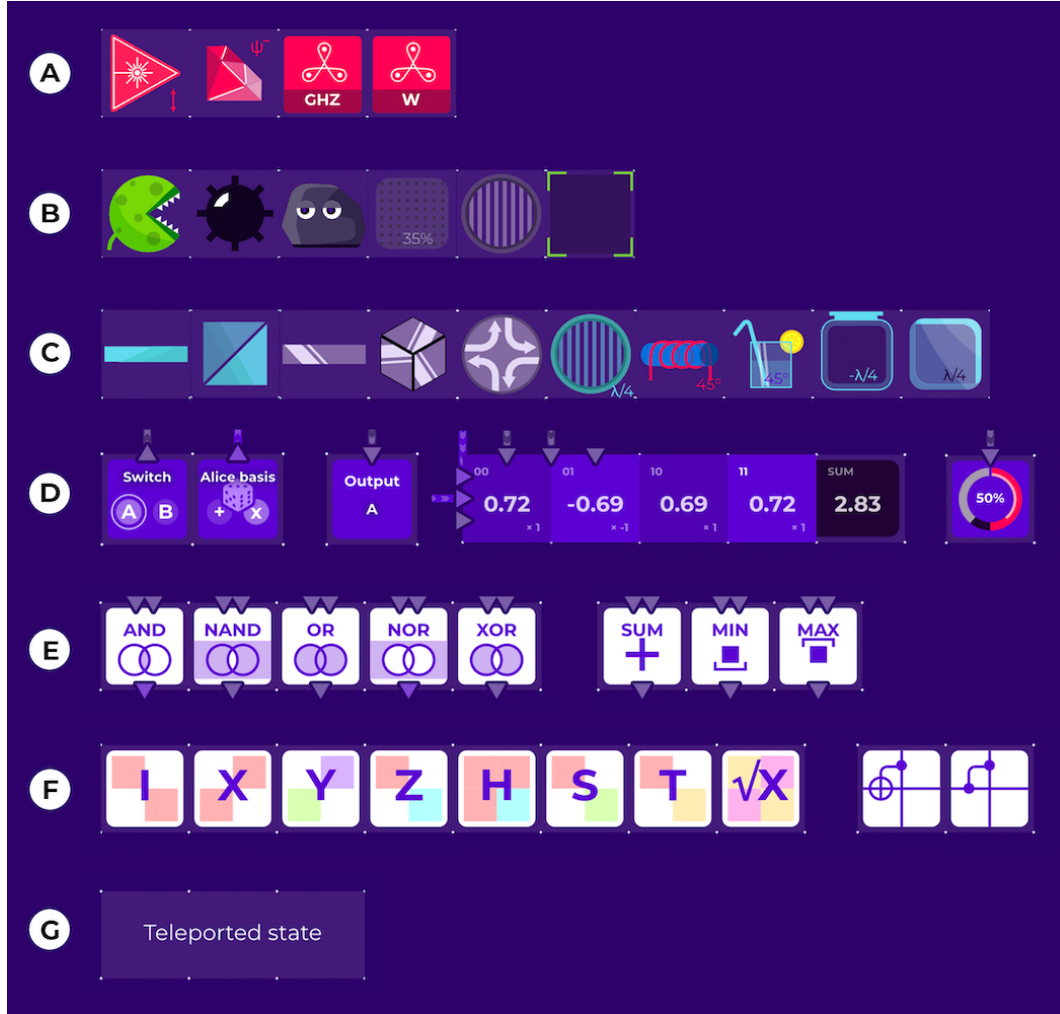 A
ψ⁻
GHZ
W
B
35%
C
λ/4
45°
45°
-λ/4
λ/4
D
Switch
A B
Alice basis
+ x
Output
A
00 01 10 11 SUM
0.72 -0.69 0.69 0.72 2.83
× 1 × -1 × 1 × 1
50%
E
AND NAND OR NOR XOR SUM MIN MAX
F
I X Y Z H S T √X
G
Teleported state